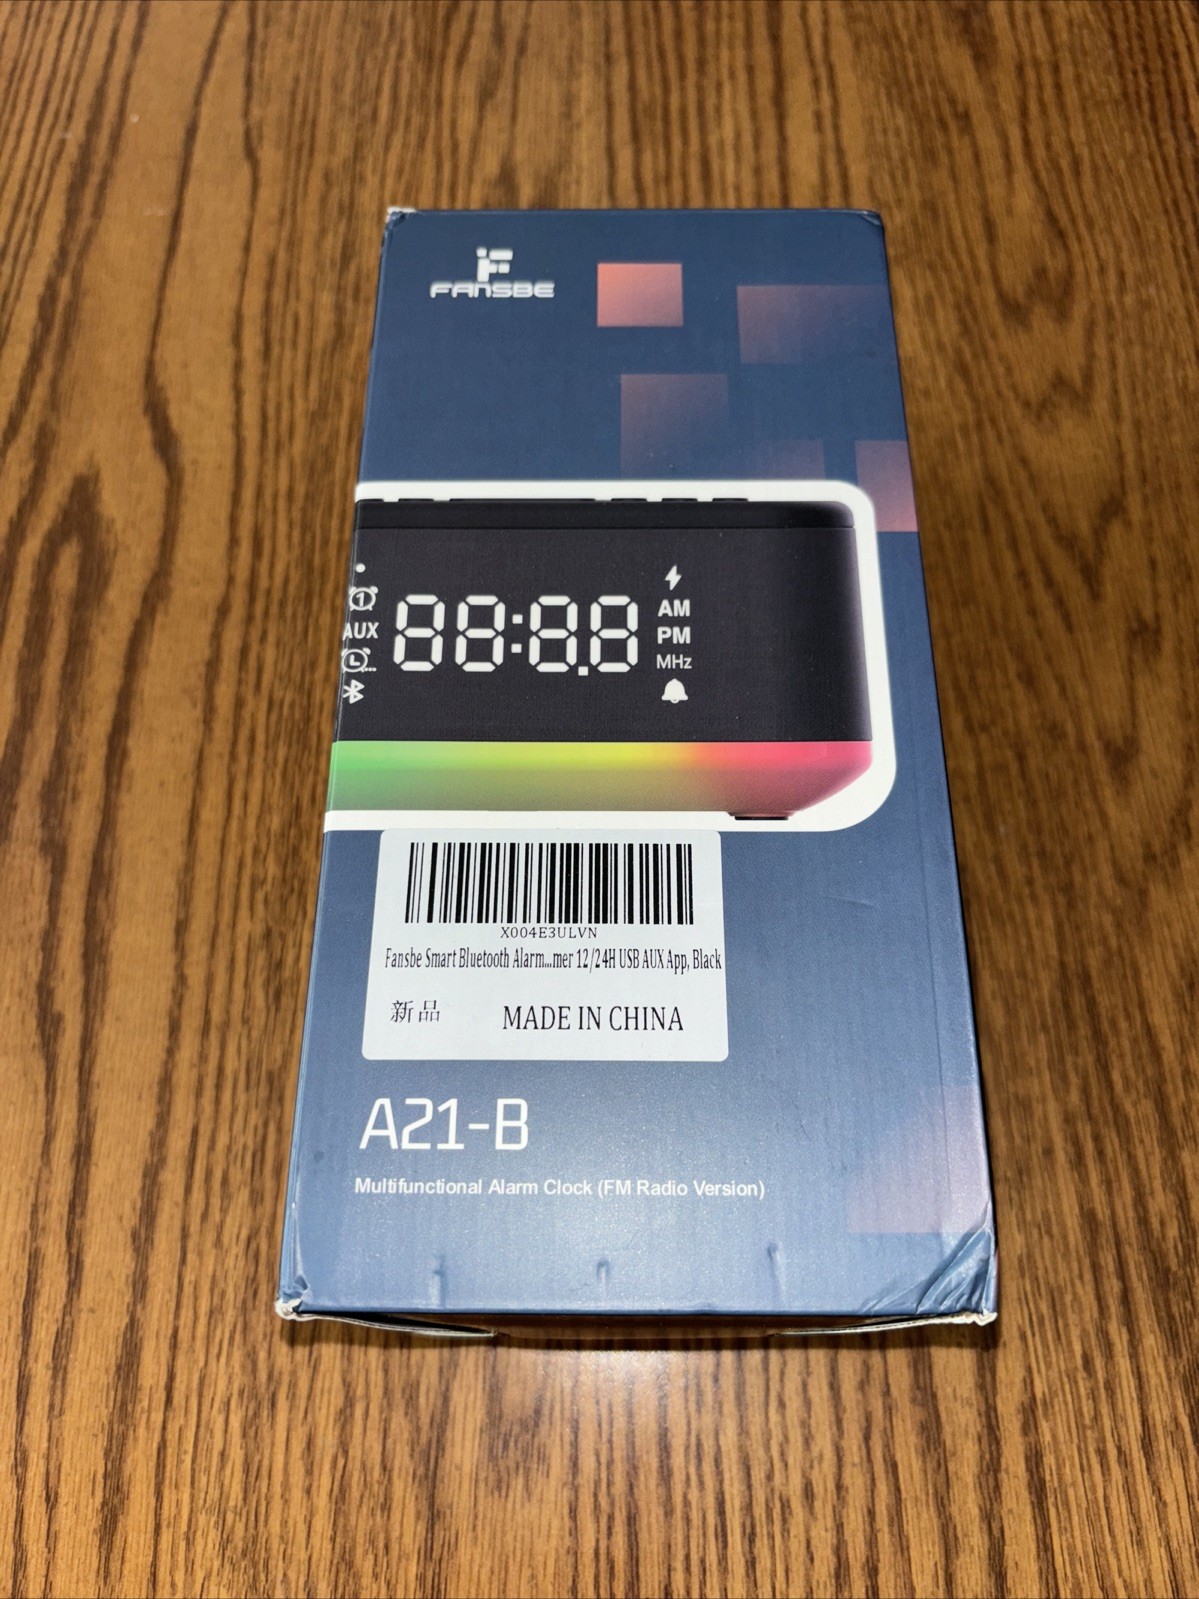 FANSBE
1
AUX
88:8.8
AM
PM
MHz
X004E3ULVN
Fansbe Smart Bluetooth Alarm...mer 12/24H USB AUX App, Black
新品
MADE IN CHINA
A21-B
Multifunctional Alarm Clock (FM Radio Version)